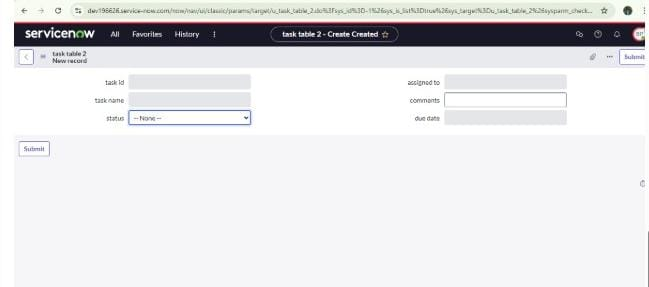 dev196626.service-now.com/now/nav/ui/classic/params/target/u_task_table_2.do%3Fsys_id%3D-1%26sys_is_list%3Dtrue%26sys_target%3Du_task_table_2%26sysparm_check...
servicenow All Favorites History task table 2 - Create Created BP
task table 2
New record
Submit
task id
assigned to
task name
comments
status -- None --
due date
Submit